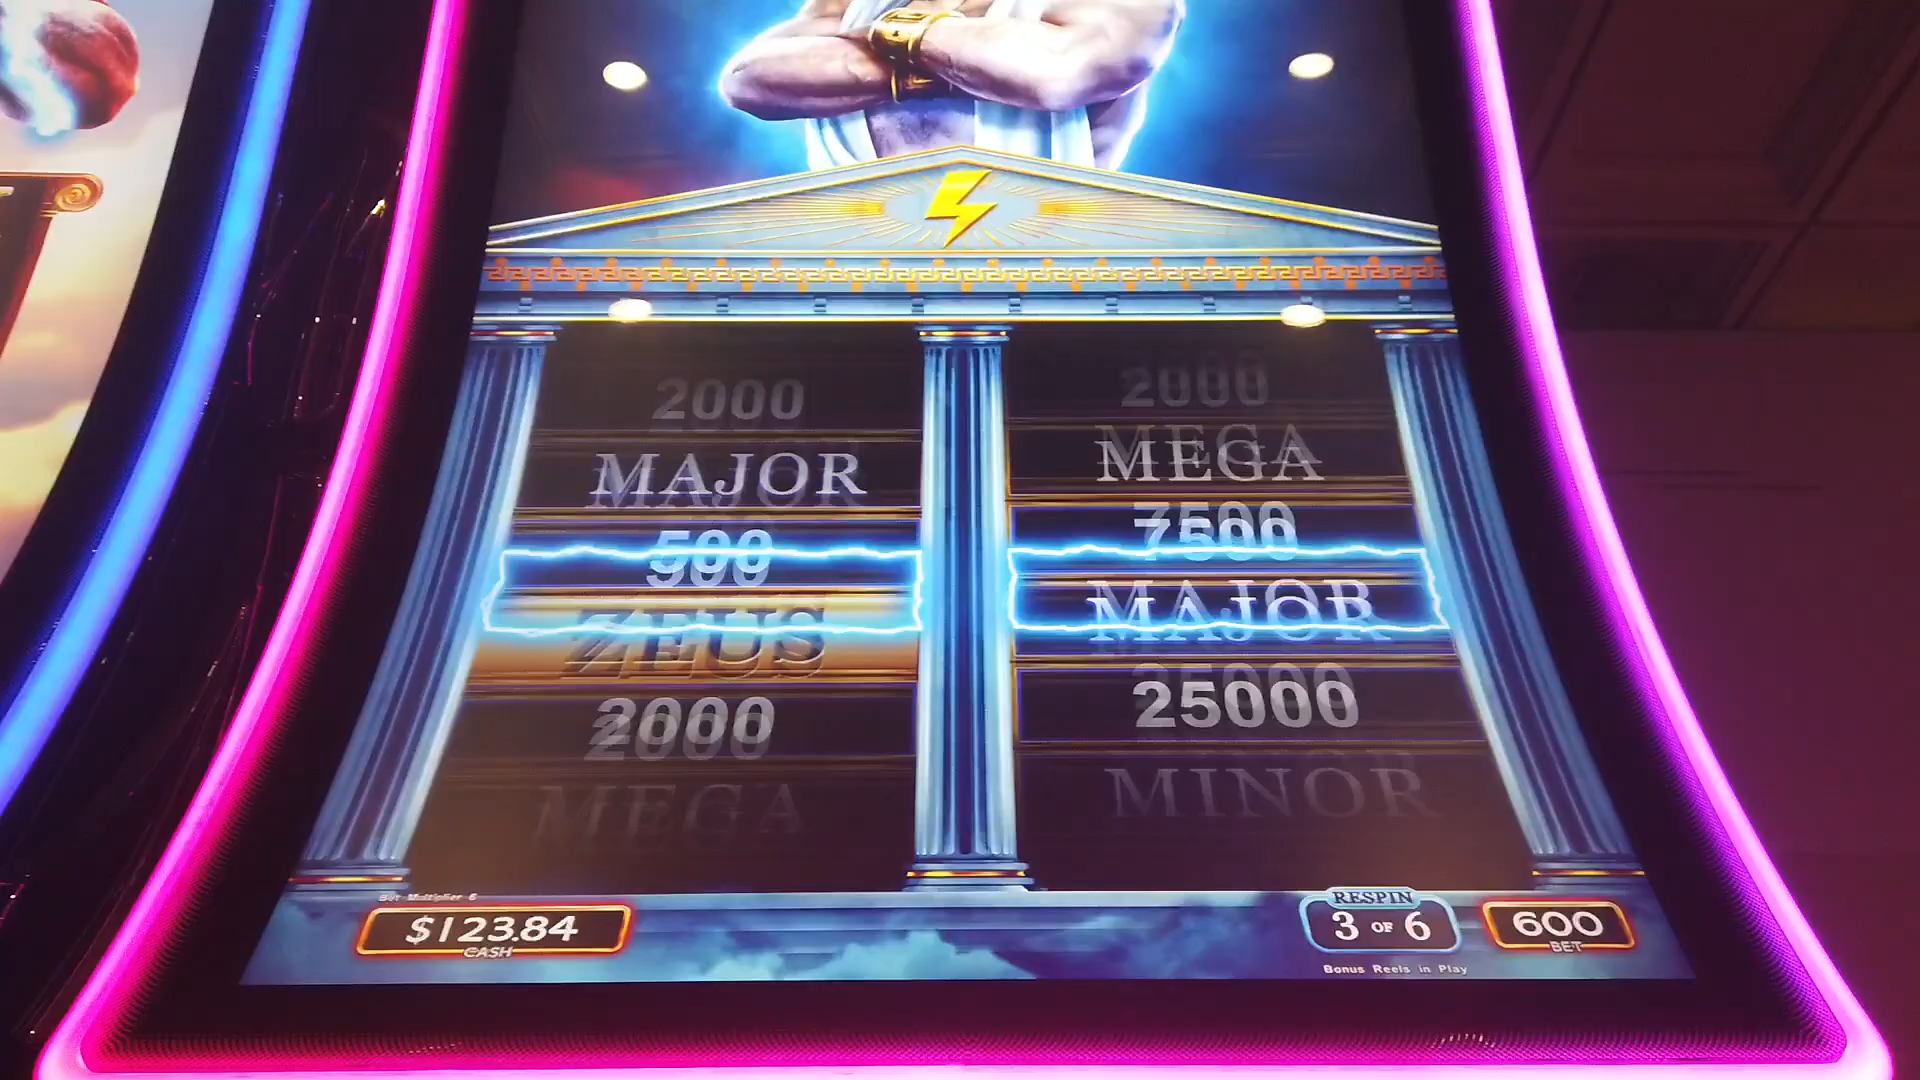 2000
MAJOR
500
ZEUS
2000
MEGA
2000
MEGA
7500
MAJOR
25000
MINOR
Bet Multiplier 6
$123.84
CASH
RESPIN
3 OF 6
Bonus Reels in Play
600
BET